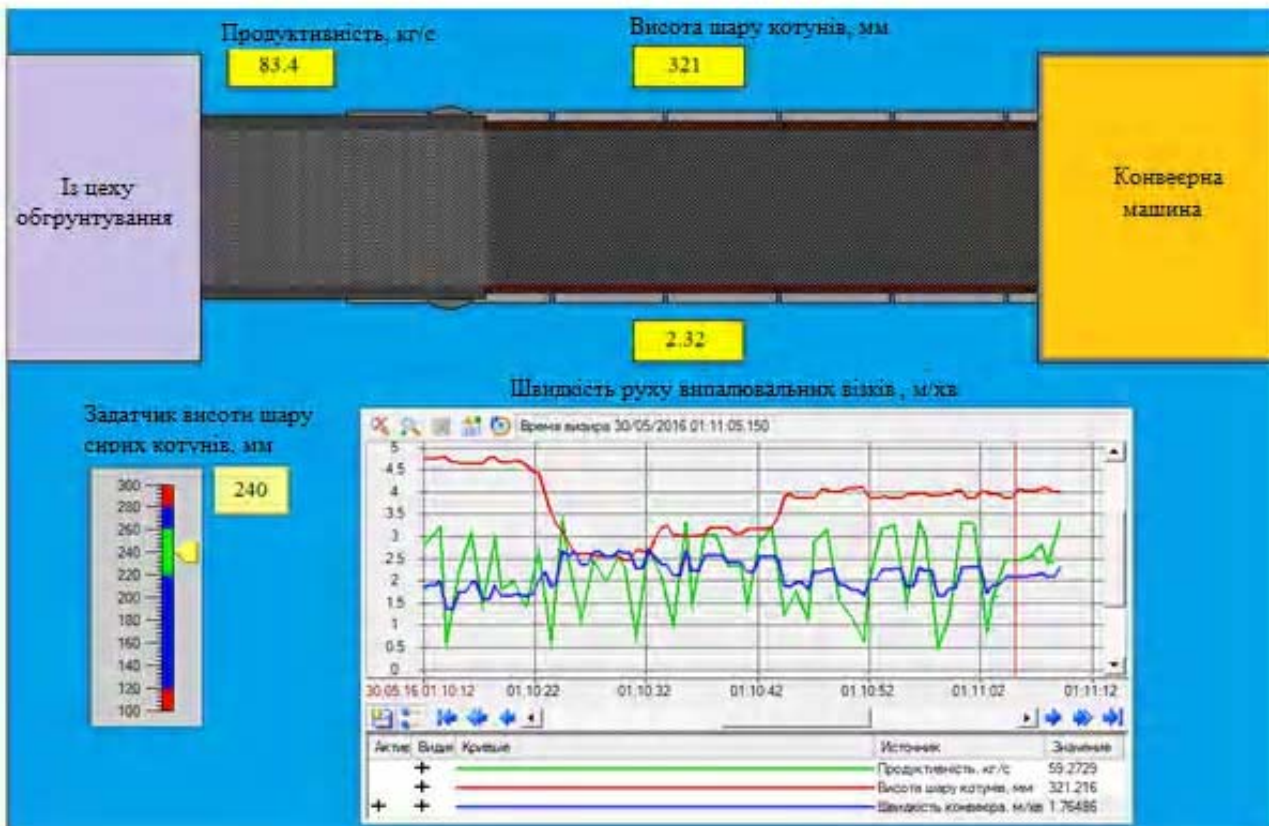 Продуктивність, кг/с
83.4
Висота шару котунів, мм
321
Із цеху
обгрунтування
Конвеєрна
машина
2.32
Швидкість руху випалювальних візків , м/хв
Задатчик висоти шару
сирих котунів, мм
240
300
280
260
240
220
200
180
160
140
120
100
Время визира 30/05/2016 01:11:05.150
5
4.5
4
3.5
3
2.5
2
1.5
1
0.5
0
30.05.16 01:10:12 01:10:22 01:10:32 01:10:42 01:10:52 01:11:02 01:11:12
Актив Види Кривые Источник Значение
Продуктивність, кг/с 59.2729
Висота шару котунів, мм 321.216
Швидкість конвеєра, м/хв 1.76486